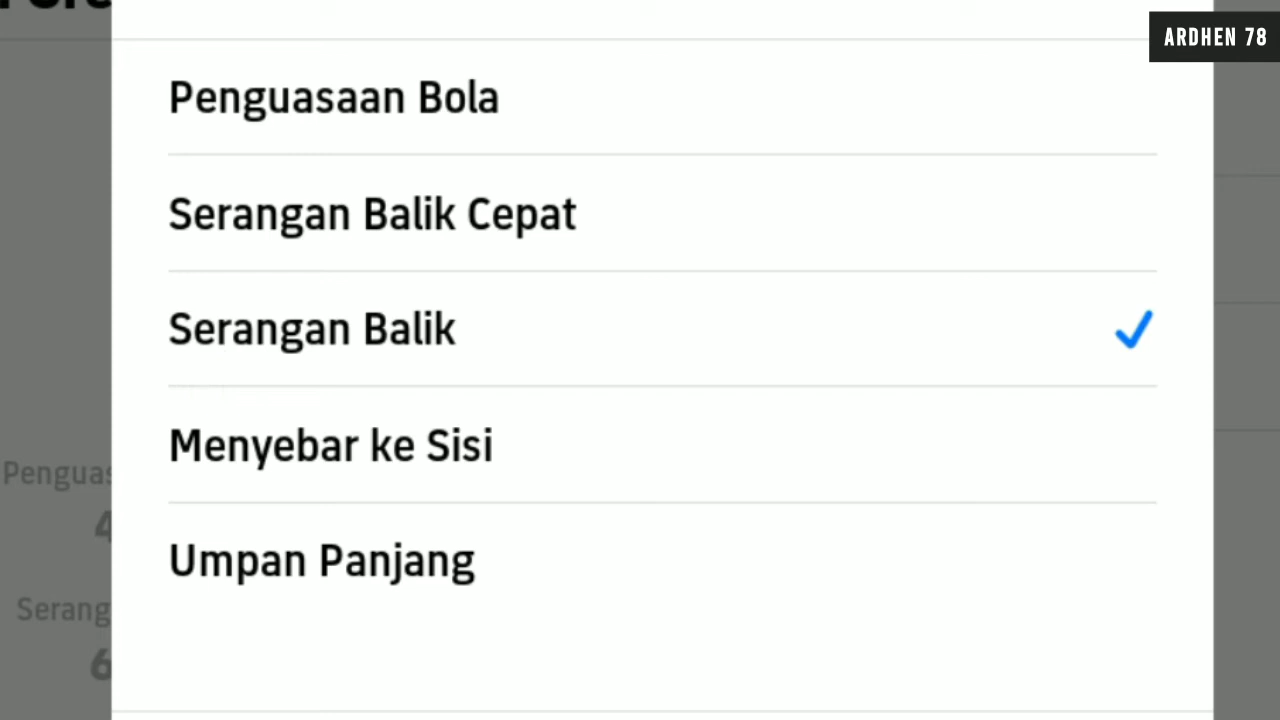 ARDHEN 78
Penguasaan Bola
Serangan Balik Cepat
Serangan Balik
Menyebar ke Sisi
Umpan Panjang